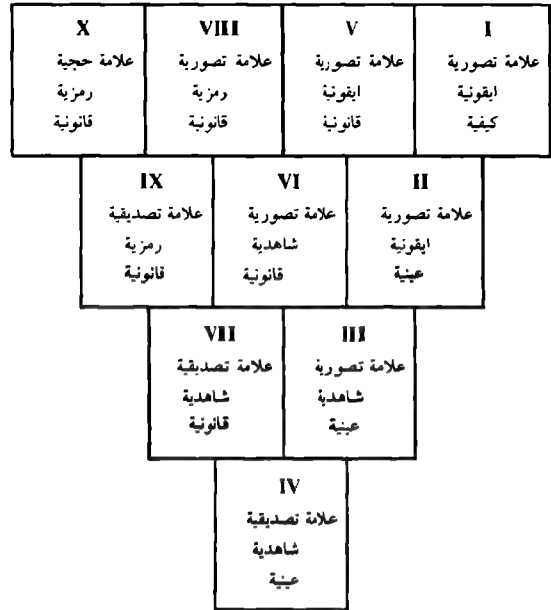 I
علامة تصورية
ايقونية
كيفية
V
علامة تصورية
ايقونية
قانونية
VIII
علامة تصورية
رمزية
قانونية
X
علامة حجية
رمزية
قانونية
II
علامة تصورية
ايقونية
عينية
VI
علامة تصورية
شاهدية
قانونية
IX
علامة تصديقية
رمزية
قانونية
III
علامة تصورية
شاهدية
عينية
VII
علامة تصديقية
شاهدية
قانونية
IV
علامة تصديقية
شاهدية
عينية